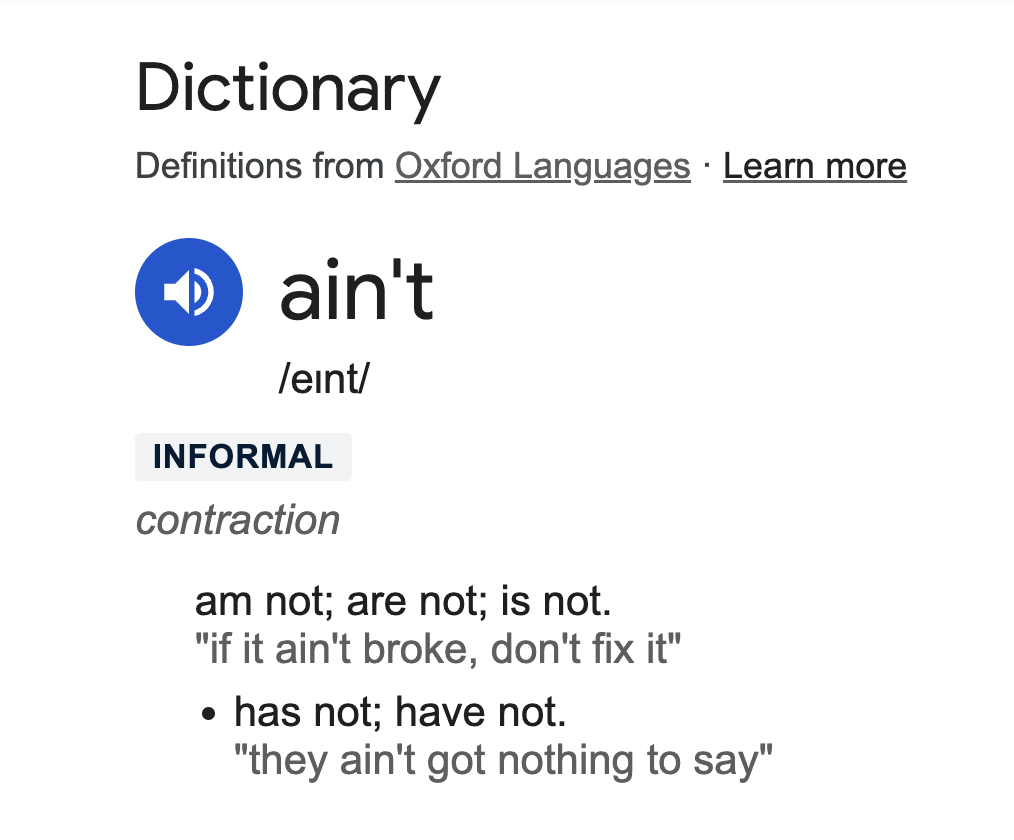 Dictionary
Definitions from Oxford Languages · Learn more
ain't
/eɪnt/
INFORMAL
contraction
am not; are not; is not.
"if it ain't broke, don't fix it"
• has not; have not.
"they ain't got nothing to say"